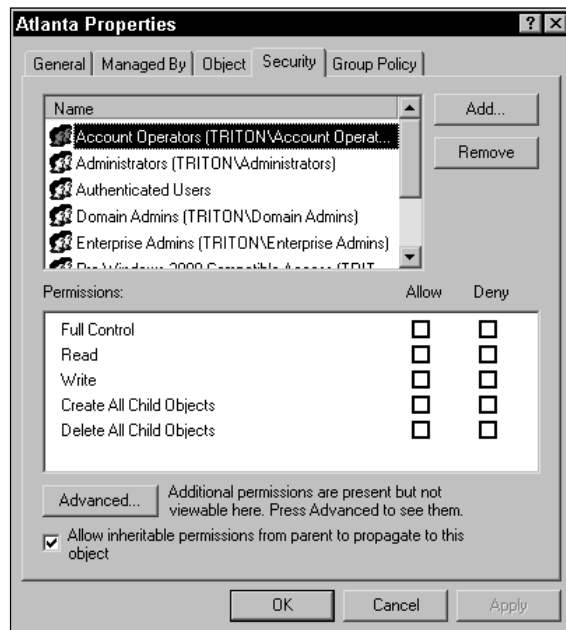 Atlanta Properties
General Managed By Object Security Group Policy
Name
Add...
Account Operators (TRITON\Account Operat...
Administrators (TRITON\Administrators)
Remove
Authenticated Users
Domain Admins (TRITON\Domain Admins)
Enterprise Admins (TRITON\Enterprise Admins)
Permissions: Allow Deny
Full Control
Read
Write
Create All Child Objects
Delete All Child Objects
Advanced...
Additional permissions are present but not
viewable here. Press Advanced to see them.
Allow inheritable permissions from parent to propagate to this
object
OK Cancel Apply